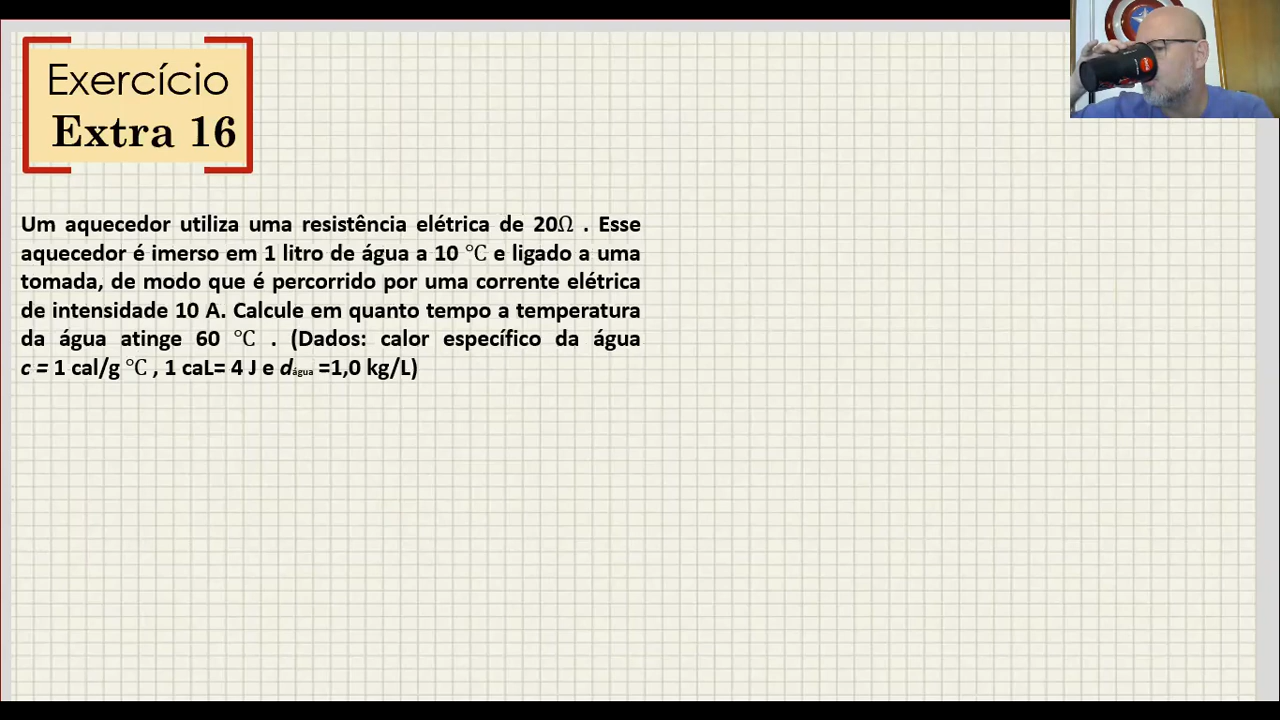 Exercício
Extra 16
Um aquecedor utiliza uma resistência elétrica de 20Ω . Esse
aquecedor é imerso em 1 litro de água a 10 °C e ligado a uma
tomada, de modo que é percorrido por uma corrente elétrica
de intensidade 10 A. Calcule em quanto tempo a temperatura
da água atinge 60 °C . (Dados: calor específico da água
c = 1 cal/g °C , 1 caL= 4 J e dágua =1,0 kg/L)